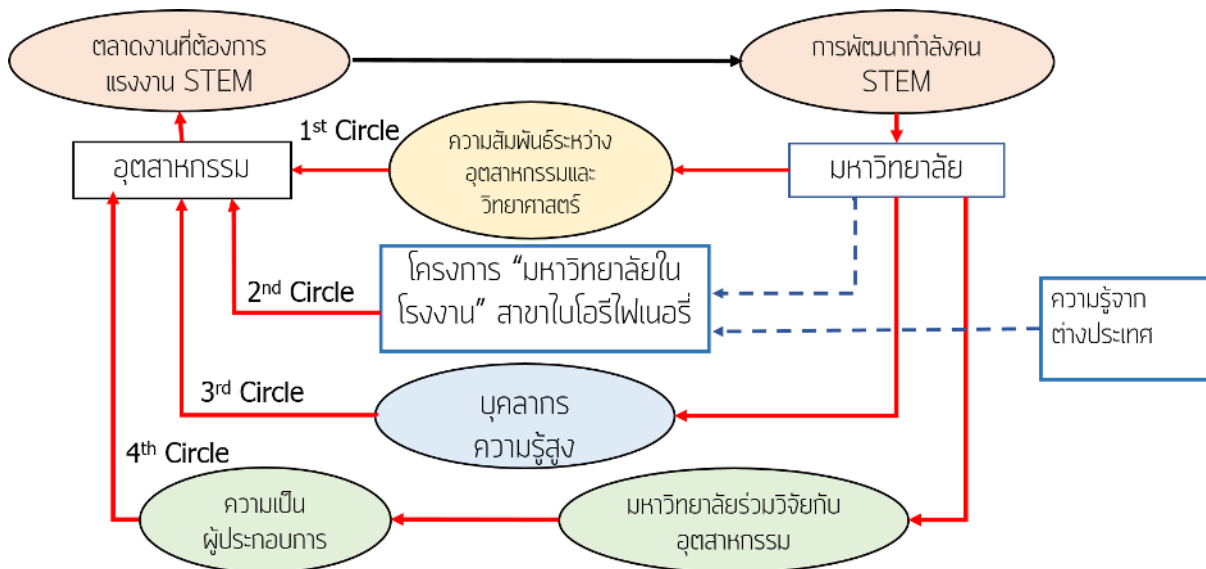 ตลาดงานที่ต้องการ
แรงงาน STEM
การพัฒนากำลังคน
STEM
1st Circle
อุตสาหกรรม
ความสัมพันธ์ระหว่าง
อุตสาหกรรมและ
วิทยาศาสตร์
มหาวิทยาลัย
2nd Circle
โครงการ “มหาวิทยาลัยใน
โรงงาน” สาขาไบโอรีไฟเนอรี่
ความรู้จาก
ต่างประเทศ
3rd Circle
บุคลากร
ความรู้สูง
4th Circle
ความเป็น
ผู้ประกอบการ
มหาวิทยาลัยร่วมวิจัยกับ
อุตสาหกรรม